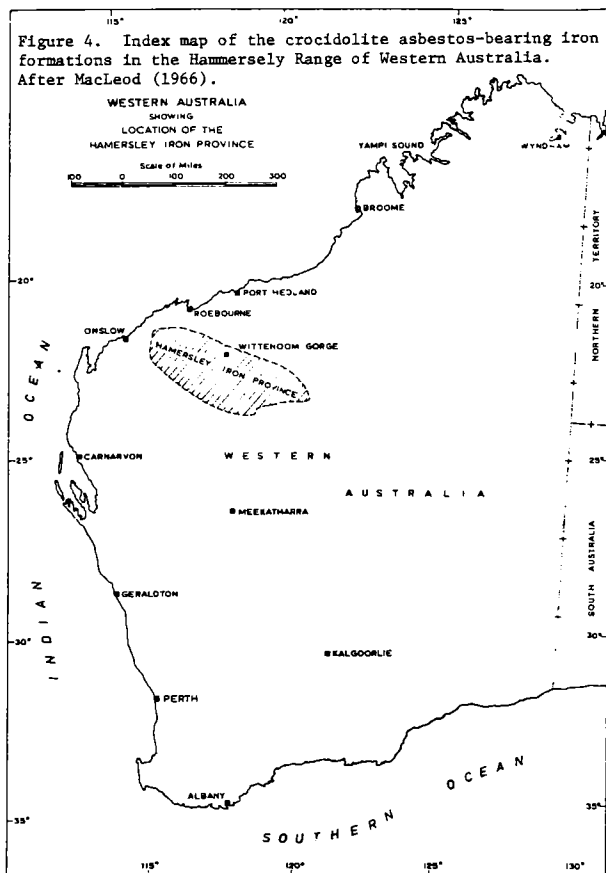 115° 120° 125°
Figure 4. Index map of the crocidolite asbestos-bearing iron
formations in the Hammersely Range of Western Australia.
After MacLeod (1966).
WESTERN AUSTRALIA
SHOWING
LOCATION OF THE
HAMERSLEY IRON PROVINCE
Scale of Miles
100 0 100 200 300
YAMPI SOUND
WYNDHAM
BROOME
NORTHERN TERRITORY
20° 20°
PORT HEDLAND
ROEBOURNE
ONSLOW
WITTENOOM GORGE
HAMERSLEY IRON PROVINCE
INDIAN OCEAN
25° CARNARVON
WESTERN
AUSTRALIA
25°
MEEKATHARRA
SOUTH AUSTRALIA
GERALDTON
30° 30°
KALGOORLIE
PERTH
ALBANY
SOUTHERN OCEAN
35° 35°
115° 120° 125° 130°